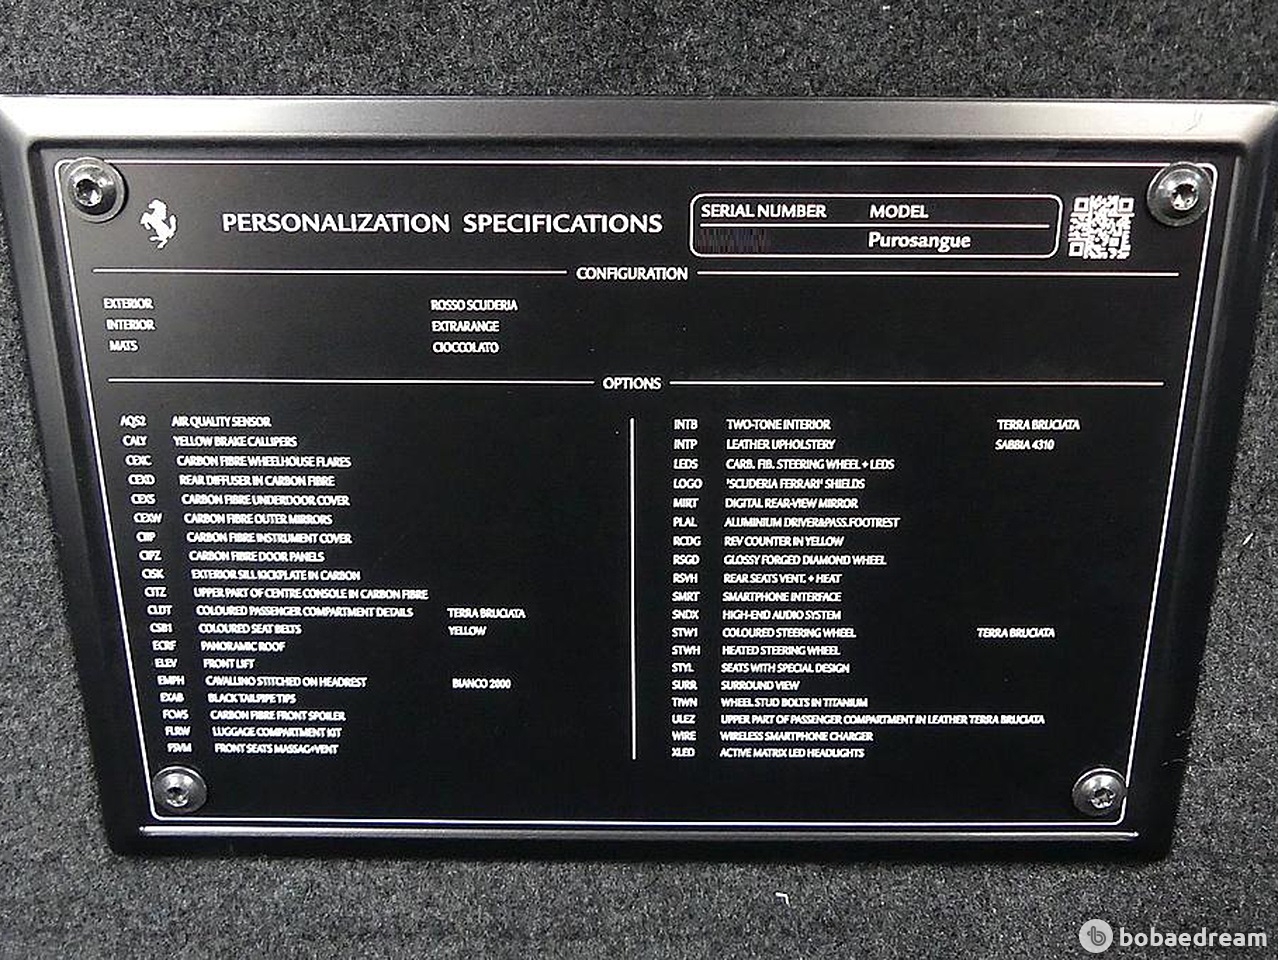 PERSONALIZATION SPECIFICATIONS
SERIAL NUMBER MODEL
Purosangue
CONFIGURATION
EXTERIOR ROSSO SCUDERIA
INTERIOR EXTRARANGE
MATS CIOCCOLATO
OPTIONS
AQS2 AIR QUALITY SENSOR
CALY YELLOW BRAKE CALLIPERS
CEXC CARBON FIBRE WHEELHOUSE FLARES
CEXD REAR DIFFUSER IN CARBON FIBRE
CEXS CARBON FIBRE UNDERDOOR COVER
CEXW CARBON FIBRE OUTER MIRRORS
CIIP CARBON FIBRE INSTRUMENT COVER
CIPZ CARBON FIBRE DOOR PANELS
CISK EXTERIOR SILL KICKPLATE IN CARBON
CITZ UPPER PART OF CENTRE CONSOLE IN CARBON FIBRE
CLDT COLOURED PASSENGER COMPARTMENT DETAILS TERRA BRUCIATA
CSB1 COLOURED SEAT BELTS YELLOW
ECRF PANORAMIC ROOF
ELEV FRONT LIFT
EMPH CAVALLINO STITCHED ON HEADREST BIANCO 2000
EXAB BLACK TAILPIPE TIPS
FCWS CARBON FIBRE FRONT SPOILER
FLRW LUGGAGE COMPARTMENT KIT
FSVM FRONT SEATS MASSAG+VENT
INTB TWO-TONE INTERIOR TERRA BRUCIATA
INTP LEATHER UPHOLSTERY SABBIA 4310
LEDS CARB. FIB. STEERING WHEEL + LEDS
LOGO 'SCUDERIA FERRARI' SHIELDS
MIRT DIGITAL REAR-VIEW MIRROR
PLAL ALUMINIUM DRIVER&PASS.FOOTREST
RCDG REV COUNTER IN YELLOW
RSGD GLOSSY FORGED DIAMOND WHEEL
RSVH REAR SEATS VENT. + HEAT
SMRT SMARTPHONE INTERFACE
SNDX HIGH-END AUDIO SYSTEM
STW1 COLOURED STEERING WHEEL TERRA BRUCIATA
STWH HEATED STEERING WHEEL
STYL SEATS WITH SPECIAL DESIGN
SURR SURROUND VIEW
TIWN WHEEL STUD BOLTS IN TITANIUM
ULEZ UPPER PART OF PASSENGER COMPARTMENT IN LEATHER TERRA BRUCIATA
WIRE WIRELESS SMARTPHONE CHARGER
XLED ACTIVE MATRIX LED HEADLIGHTS
bobaedream